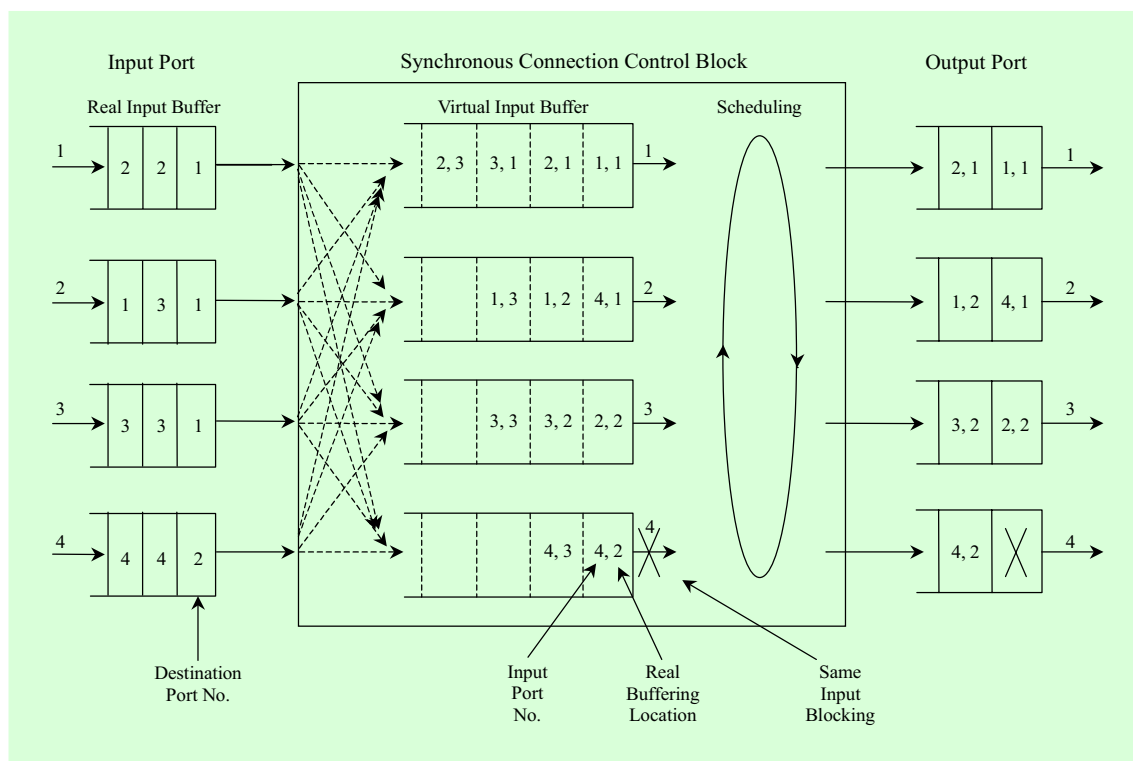 Input Port
Synchronous Connection Control Block
Output Port
Real Input Buffer
Virtual Input Buffer
Scheduling
1
2 2 1
2, 3 3, 1 2, 1 1, 1
1
2, 1 1, 1
1
2
1 3 1
1, 3 1, 2 4, 1
2
1, 2 4, 1
2
3
3 3 1
3, 3 3, 2 2, 2
3
3, 2 2, 2
3
4
4 4 2
4, 3 4, 2
4
4, 2
4
Destination
Port No.
Input
Port
No.
Real
Buffering
Location
Same
Input
Blocking